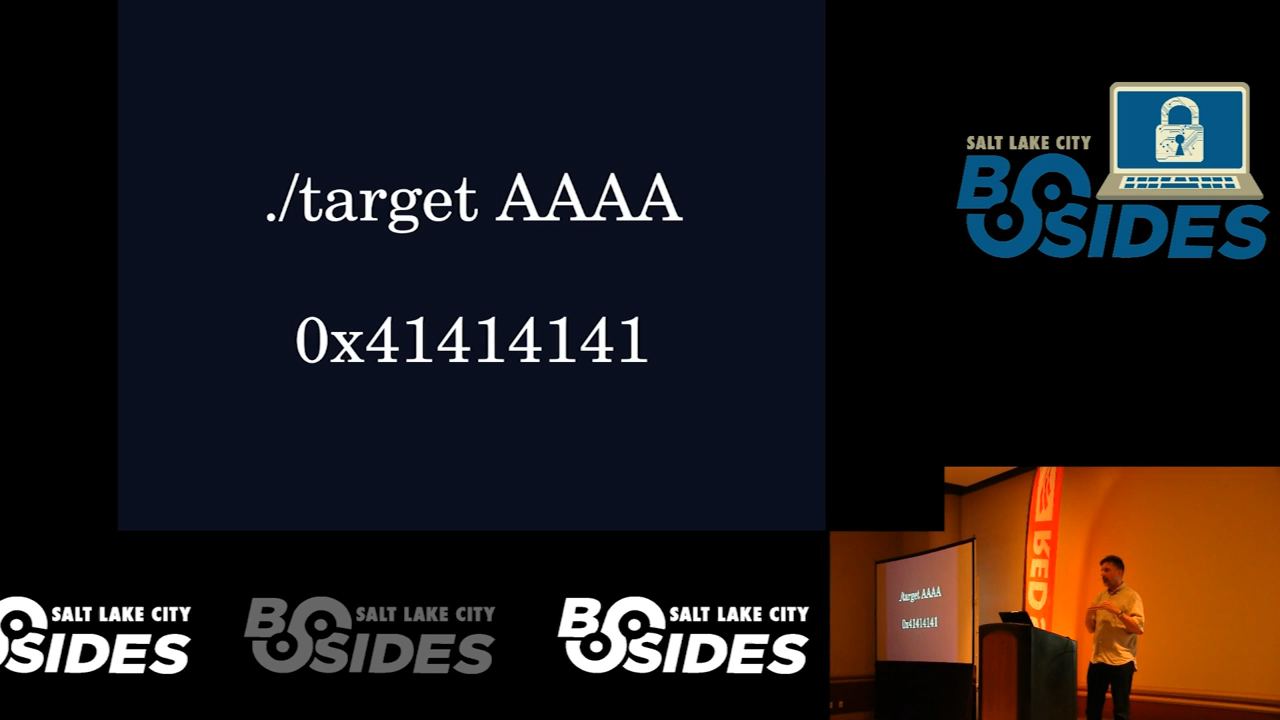 ./target AAAA
0x41414141
SALT LAKE CITY
BSIDES
SALT LAKE CITY
SIDES
SALT LAKE CITY
BSIDES
SALT LAKE CITY
BSIDES
RED
./target AAAA
0x41414141